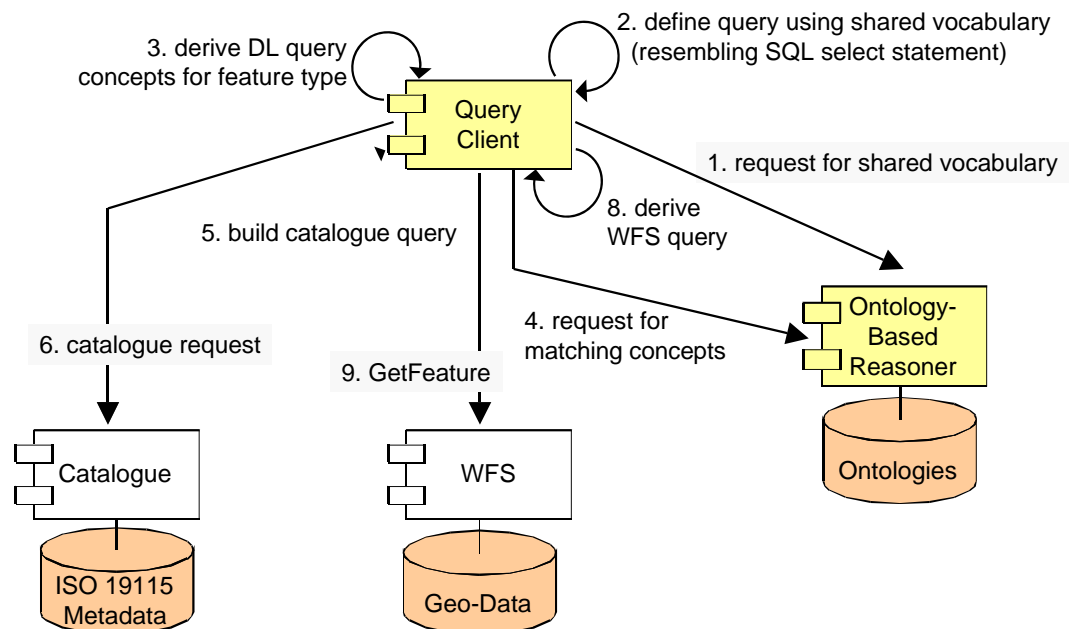 3. derive DL query
concepts for feature type
2. define query using shared vocabulary
(resembling SQL select statement)
Query
Client
1. request for shared vocabulary
5. build catalogue query
8. derive
WFS query
6. catalogue request
9. GetFeature
4. request for
matching concepts
Ontology-
Based
Reasoner
Catalogue
WFS
Ontologies
ISO 19115
Metadata
Geo-Data